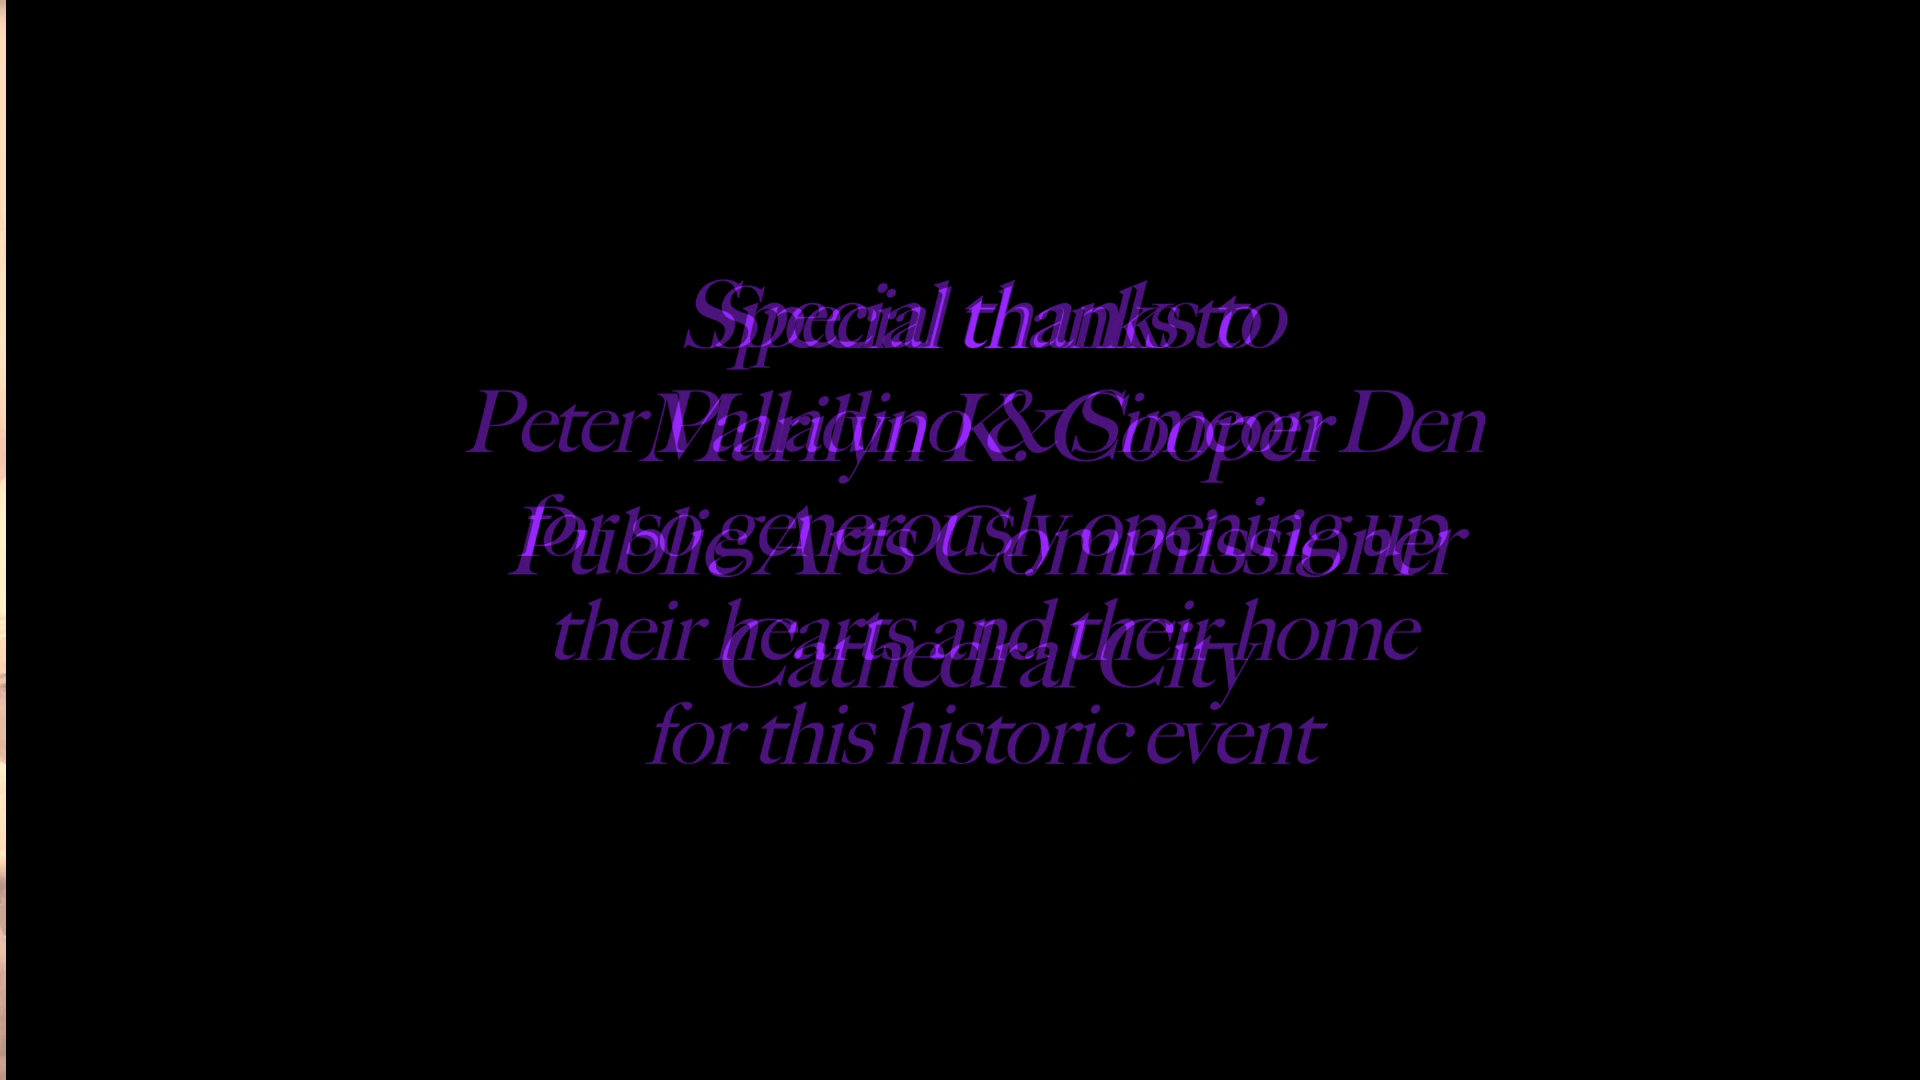 Special thanks to
Peter Palladino & Simeon Den
for so generously opening up
their hearts and their home
for this historic event
Special thanks to
Marilyn K. Cooper
Public Arts Commissioner
Cathedral City